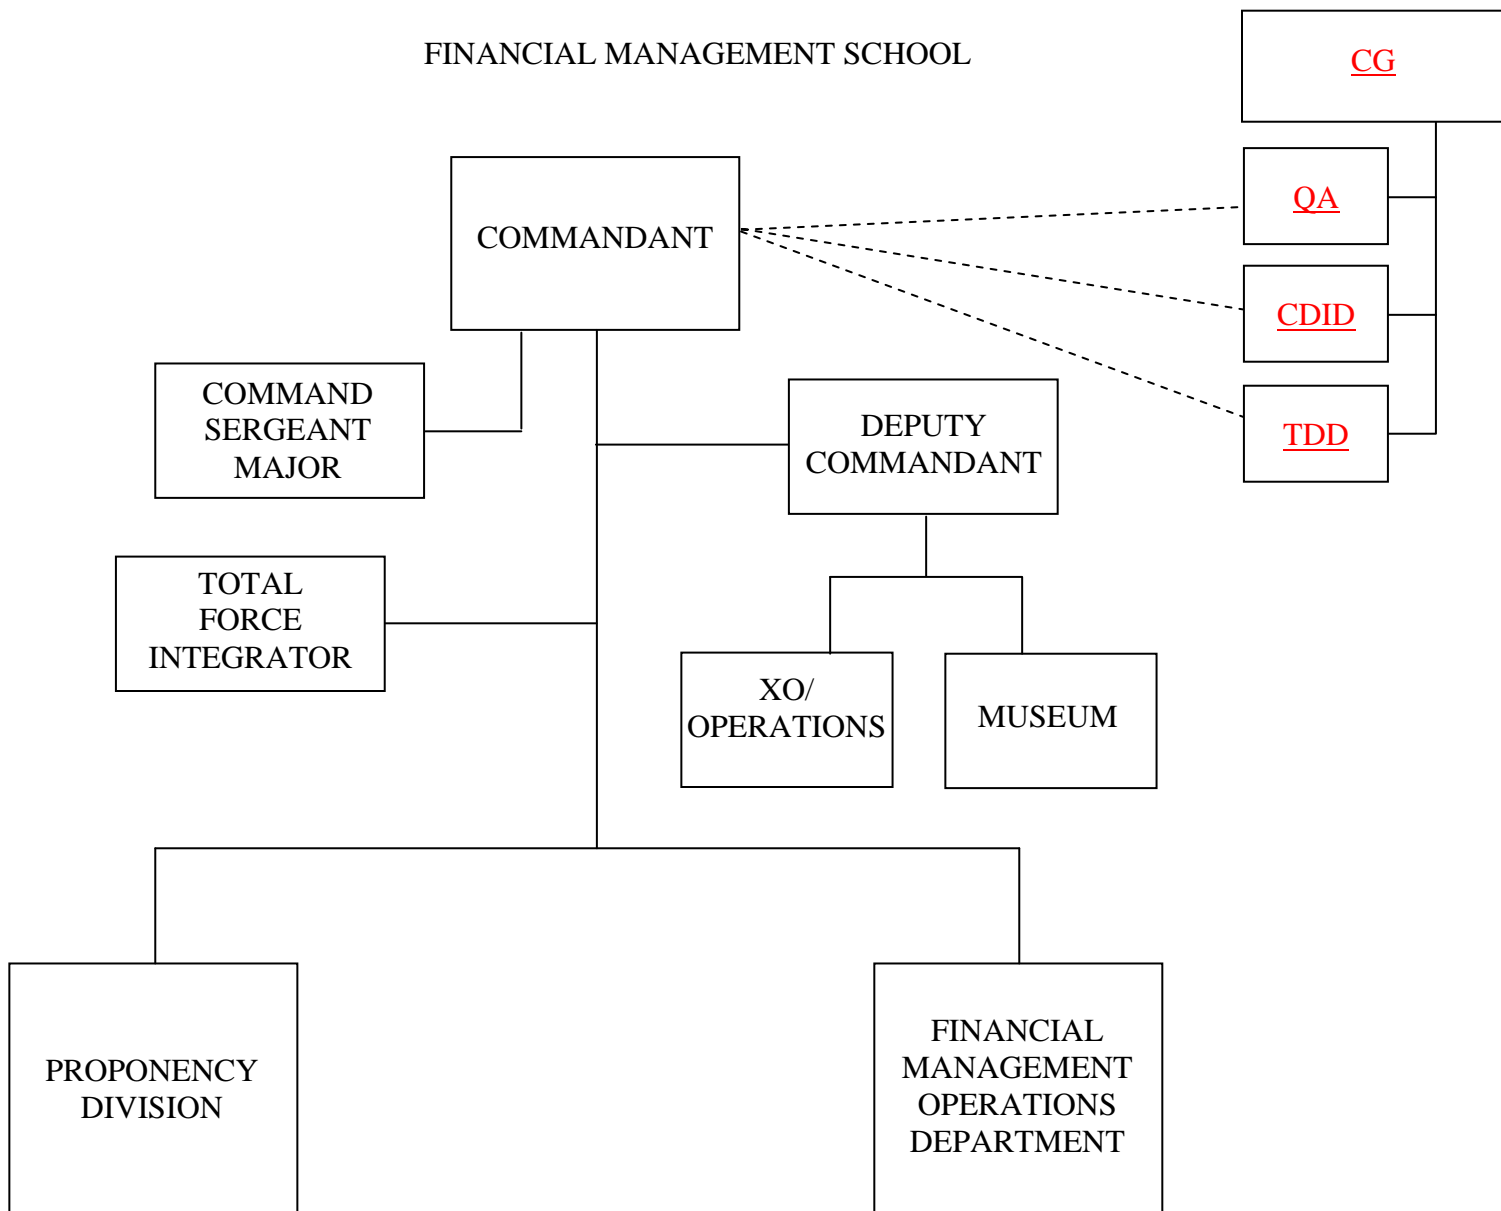 FINANCIAL MANAGEMENT SCHOOL
CG
COMMANDANT
QA
CDID
TDD
COMMAND
SERGEANT
MAJOR
DEPUTY
COMMANDANT
TOTAL
FORCE
INTEGRATOR
XO/
OPERATIONS
MUSEUM
PROPONENCY
DIVISION
FINANCIAL
MANAGEMENT
OPERATIONS
DEPARTMENT